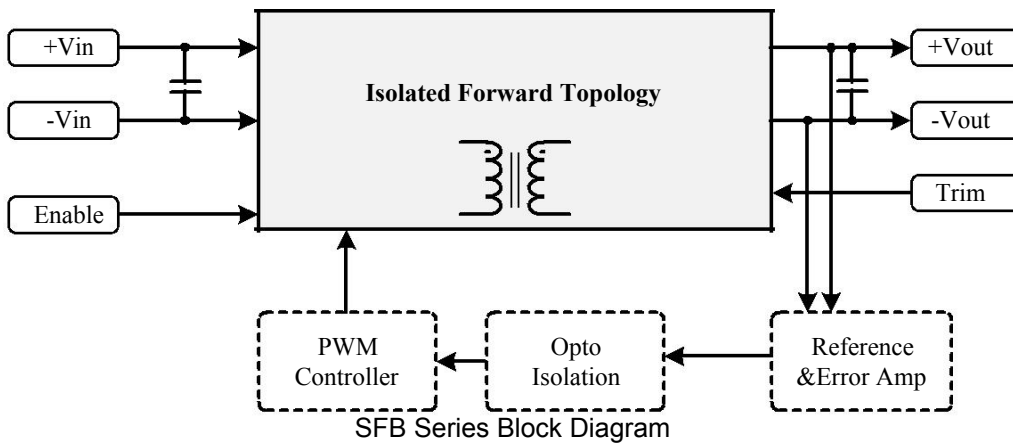 +Vin
-Vin
Enable
Isolated Forward Topology
+Vout
-Vout
Trim
PWM
Controller
Opto
Isolation
Reference
&Error Amp
SFB Series Block Diagram